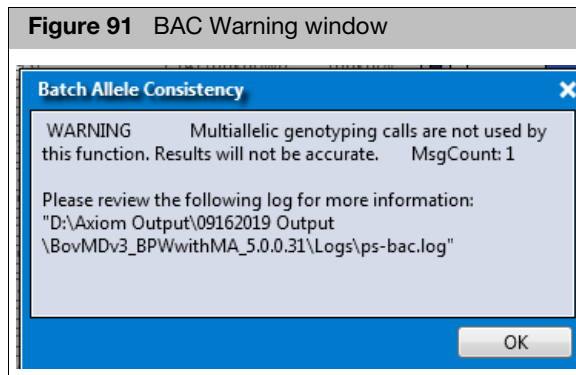 Figure 91 BAC Warning window
Batch Allele Consistency
WARNING Multiallelic genotyping calls are not used by
this function. Results will not be accurate. MsgCount: 1
Please review the following log for more information:
"D:\Axiom Output\09162019 Output
\BovMDv3_BPWwithMA_5.0.0.31\Logs\ps-bac.log"
OK